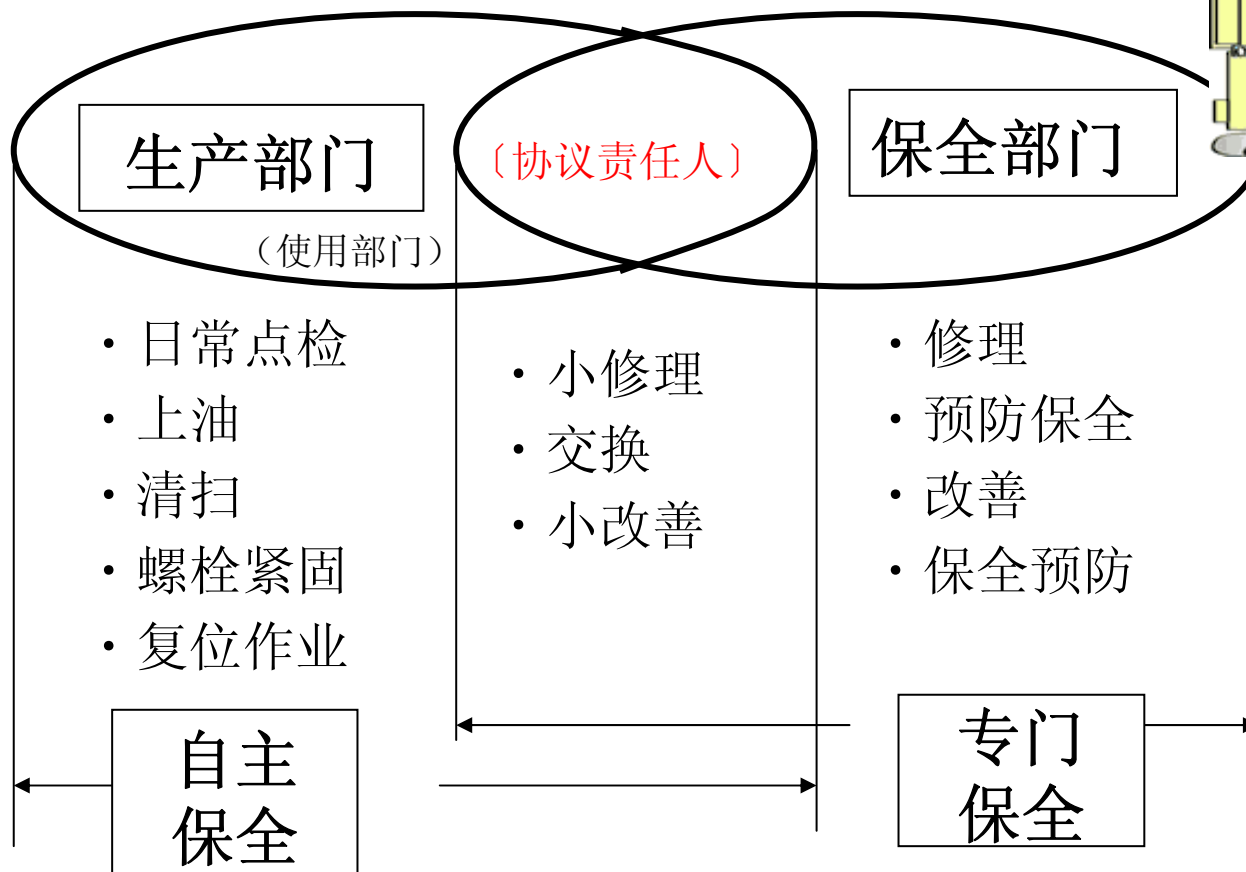 生产部门
〔协议责任人〕
保全部门
（使用部门）
・日常点检
・上油
・清扫
・螺栓紧固
・复位作业
・小修理
・交换
・小改善
・修理
・预防保全
・改善
・保全预防
自主
保全
专门
保全